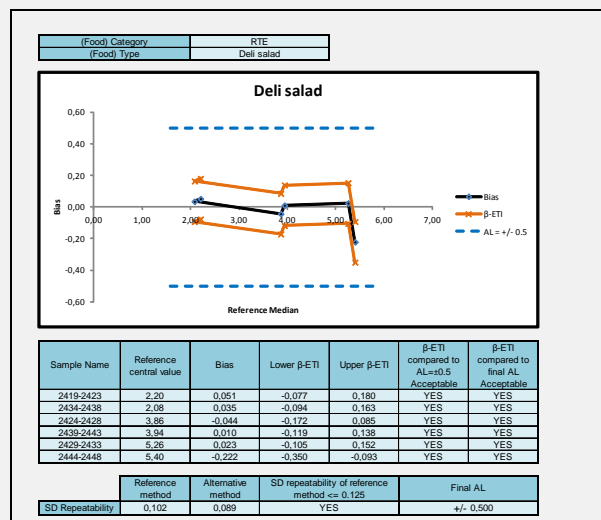 (Food) Category RTE
(Food) Type Deli salad
Deli salad
0,60
0,40
0,20
0,00
-0,20
-0,40
-0,60
0,00 1,00 2,00 3,00 4,00 5,00 6,00 7,00
Bias
Reference Median
Bias
β-ETI
AL = +/- 0.5
Sample Name Reference central value Bias Lower β-ETI Upper β-ETI β-ETI compared to AL=±0.5 Acceptable β-ETI compared to final AL Acceptable
2419-2423 2,20 0,051 -0,077 0,180 YES YES
2434-2438 2,08 0,035 -0,094 0,163 YES YES
2424-2428 3,86 -0,044 -0,172 0,085 YES YES
2439-2443 3,94 0,010 -0,119 0,138 YES YES
2429-2433 5,26 0,023 -0,105 0,152 YES YES
2444-2448 5,40 -0,222 -0,350 -0,093 YES YES
Reference method Alternative method SD repeatability of reference method <= 0.125 Final AL
SD Repeatability 0,102 0,089 YES +/- 0,500